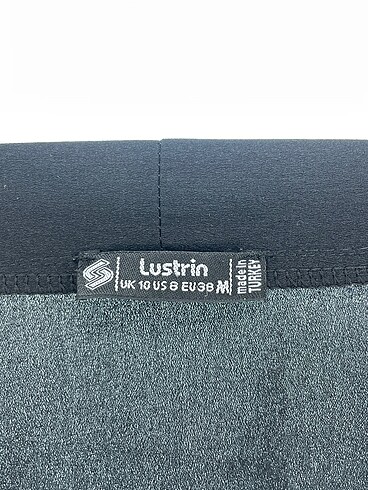 Lustrin
UK 10 US 8 EU 38 M
made in
TURKEY